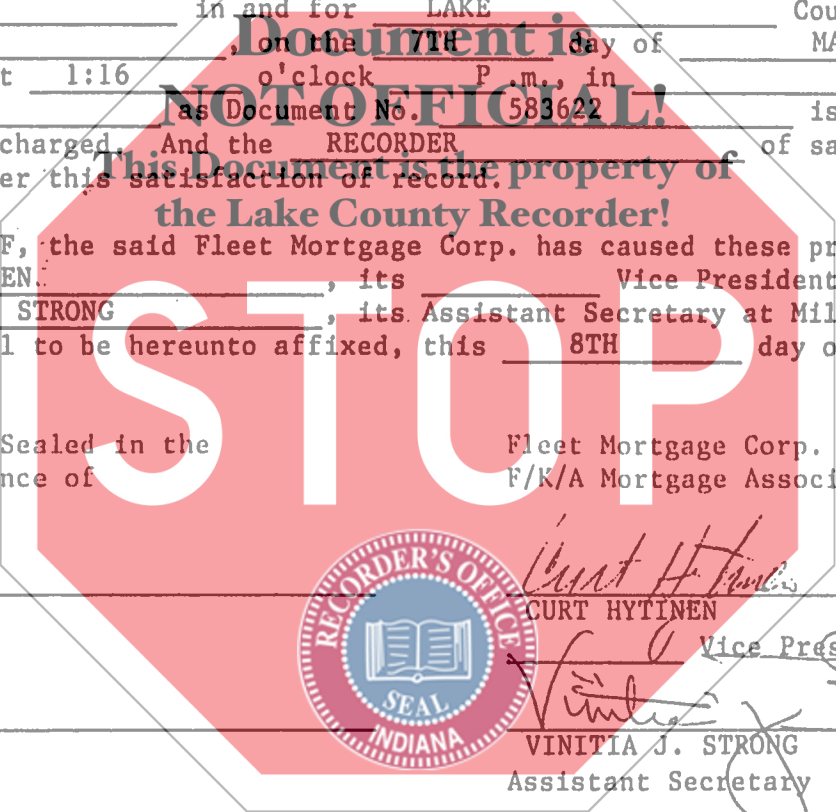 in and for LAKE Cou
Document is
, on the 7TH day of MA
t 1:16 o'clock P .m., in
NOT OFFICIAL!
as Document No. 583622 is
charged. And the RECORDER of sa
This Document is the property of
er this satisfaction of record.
the Lake County Recorder!
F, the said Fleet Mortgage Corp. has caused these pr
EN. , its Vice President
STRONG , its Assistant Secretary at Mil
l to be hereunto affixed, this 8TH day o
STOP
Sealed in the Fleet Mortgage Corp.
nce of F/K/A Mortgage Associ
RECORDER'S OFFICE
SEAL
INDIANA
Curt Hytinen
CURT HYTINEN
Vice Pres
VINITIA J. STRONG
Assistant Secretary